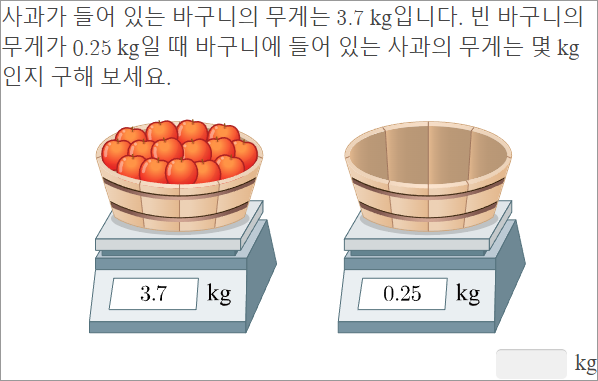 사과가 들어 있는 바구니의 무게는 3.7 kg입니다. 빈 바구니의
무게가 0.25 kg일 때 바구니에 들어 있는 사과의 무게는 몇 kg
인지 구해 보세요.
3.7 kg
0.25 kg
kg